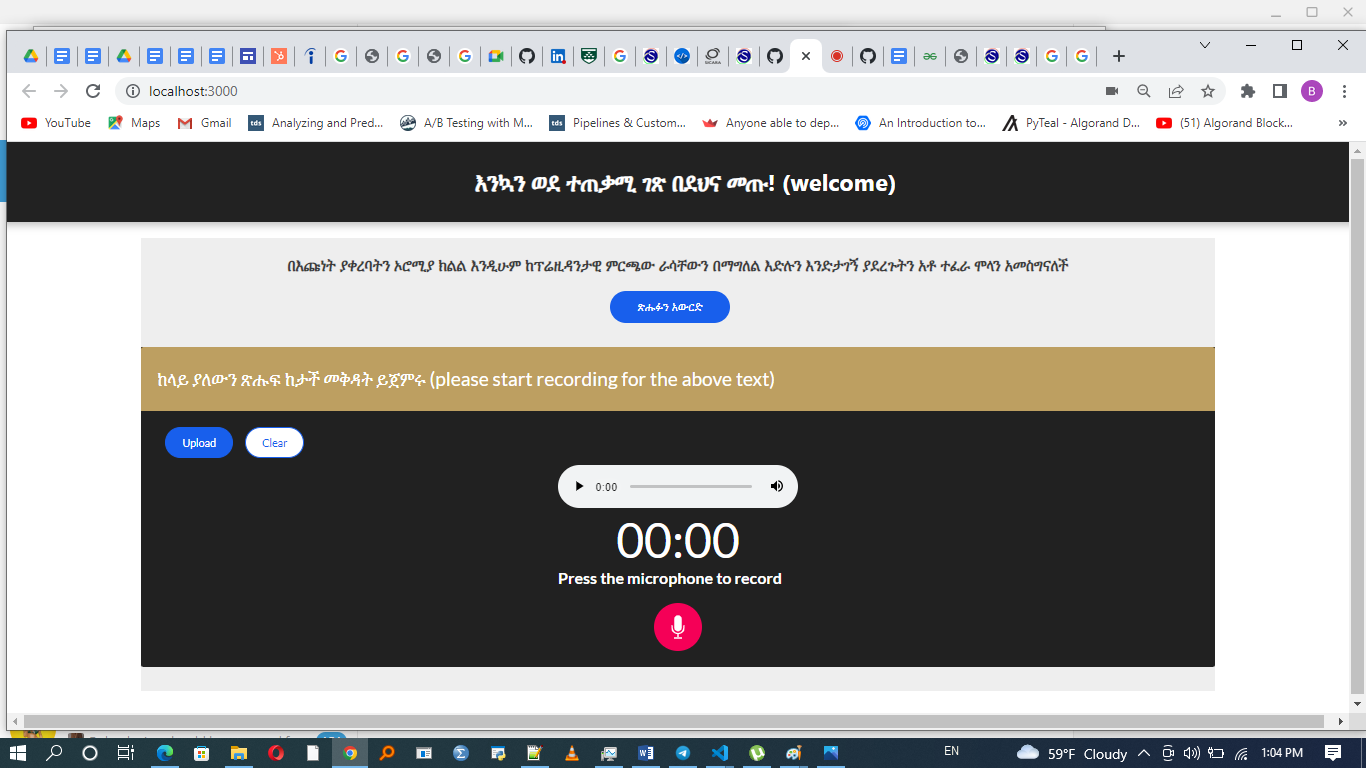 localhost:3000
B
YouTube
Maps
Gmail
tds
Analyzing and Pred...
A/B Testing with M...
tds
Pipelines & Custom...
Anyone able to dep...
An Introduction to...
PyTeal - Algorand D...
(51) Algorand Block...
»
እንኳን ወደ ተጠቃሚ ገጽ በደህና መጡ! (welcome)
በእጩነት ያቀረባትን ኦሮሚያ ክልል እንዲሁም ከፕሬዚዳንታዊ ምርጫው ራሳቸውን በማግለል እድሉን እንድታገኝ ያደረጉትን አቶ ተፈራ ሞላን አመስግናለች
ጽሑፉን አውርድ
ከላይ ያለውን ጽሑፍ ከታች መቅዳት ይጀምሩ (please start recording for the above text)
Upload
Clear
0:00
00:00
Press the microphone to record
EN
59°F Cloudy
1:04 PM